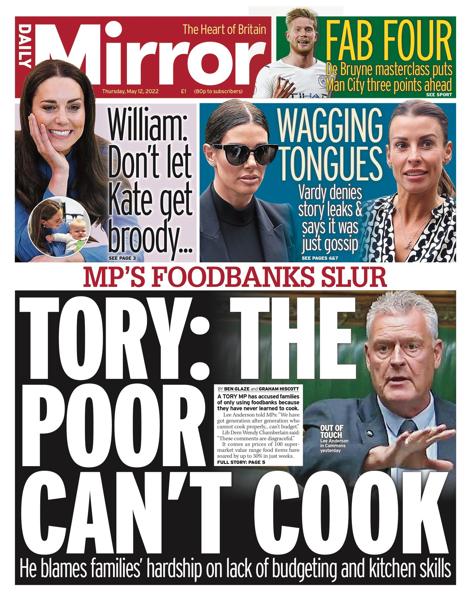 DAILY
Mirror
The Heart of Britain
Thursday, May 12, 2022
£1
(80p to subscribers)
FAB FOUR
De Bruyne masterclass puts
Man City three points ahead
SEE SPORT
William:
Don't let
Kate get
broody...
SEE PAGE 3
WAGGING
TONGUES
Vardy denies
story leaks &
says it was
just gossip
SEE PAGES 4&7
MP'S FOODBANKS SLUR
TORY: THE
POOR
CAN'T COOK
BY BEN GLAZE and GRAHAM HISCOTT
A TORY MP has accused families
of only using foodbanks because
they have never learned to cook.
Lee Anderson told MPs: "We have
got generation after generation who
cannot cook properly... can't budget."
Lib Dem Wendy Chamberlain said:
"These comments are disgraceful."
It comes as prices of 100 super-
market value range food items have
soared by up to 30% in just weeks.
FULL STORY: PAGE 5
OUT OF
TOUCH
Lee Anderson
in Commons
yesterday
He blames families' hardship on lack of budgeting and kitchen skills